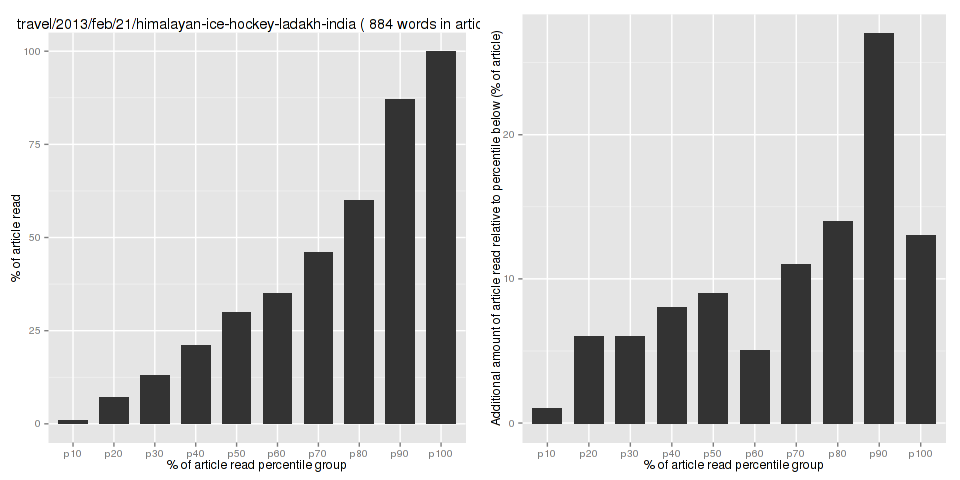 travel/2013/feb/21/himalayan-ice-hockey-ladakh-india ( 884 words in artic
% of article read
100
75
50
25
0
p10 p20 p30 p40 p50 p60 p70 p80 p90 p100
% of article read percentile group
Additional amount of article read relative to percentile below (% of article)
20
10
0
p10 p20 p30 p40 p50 p60 p70 p80 p90 p100
% of article read percentile group